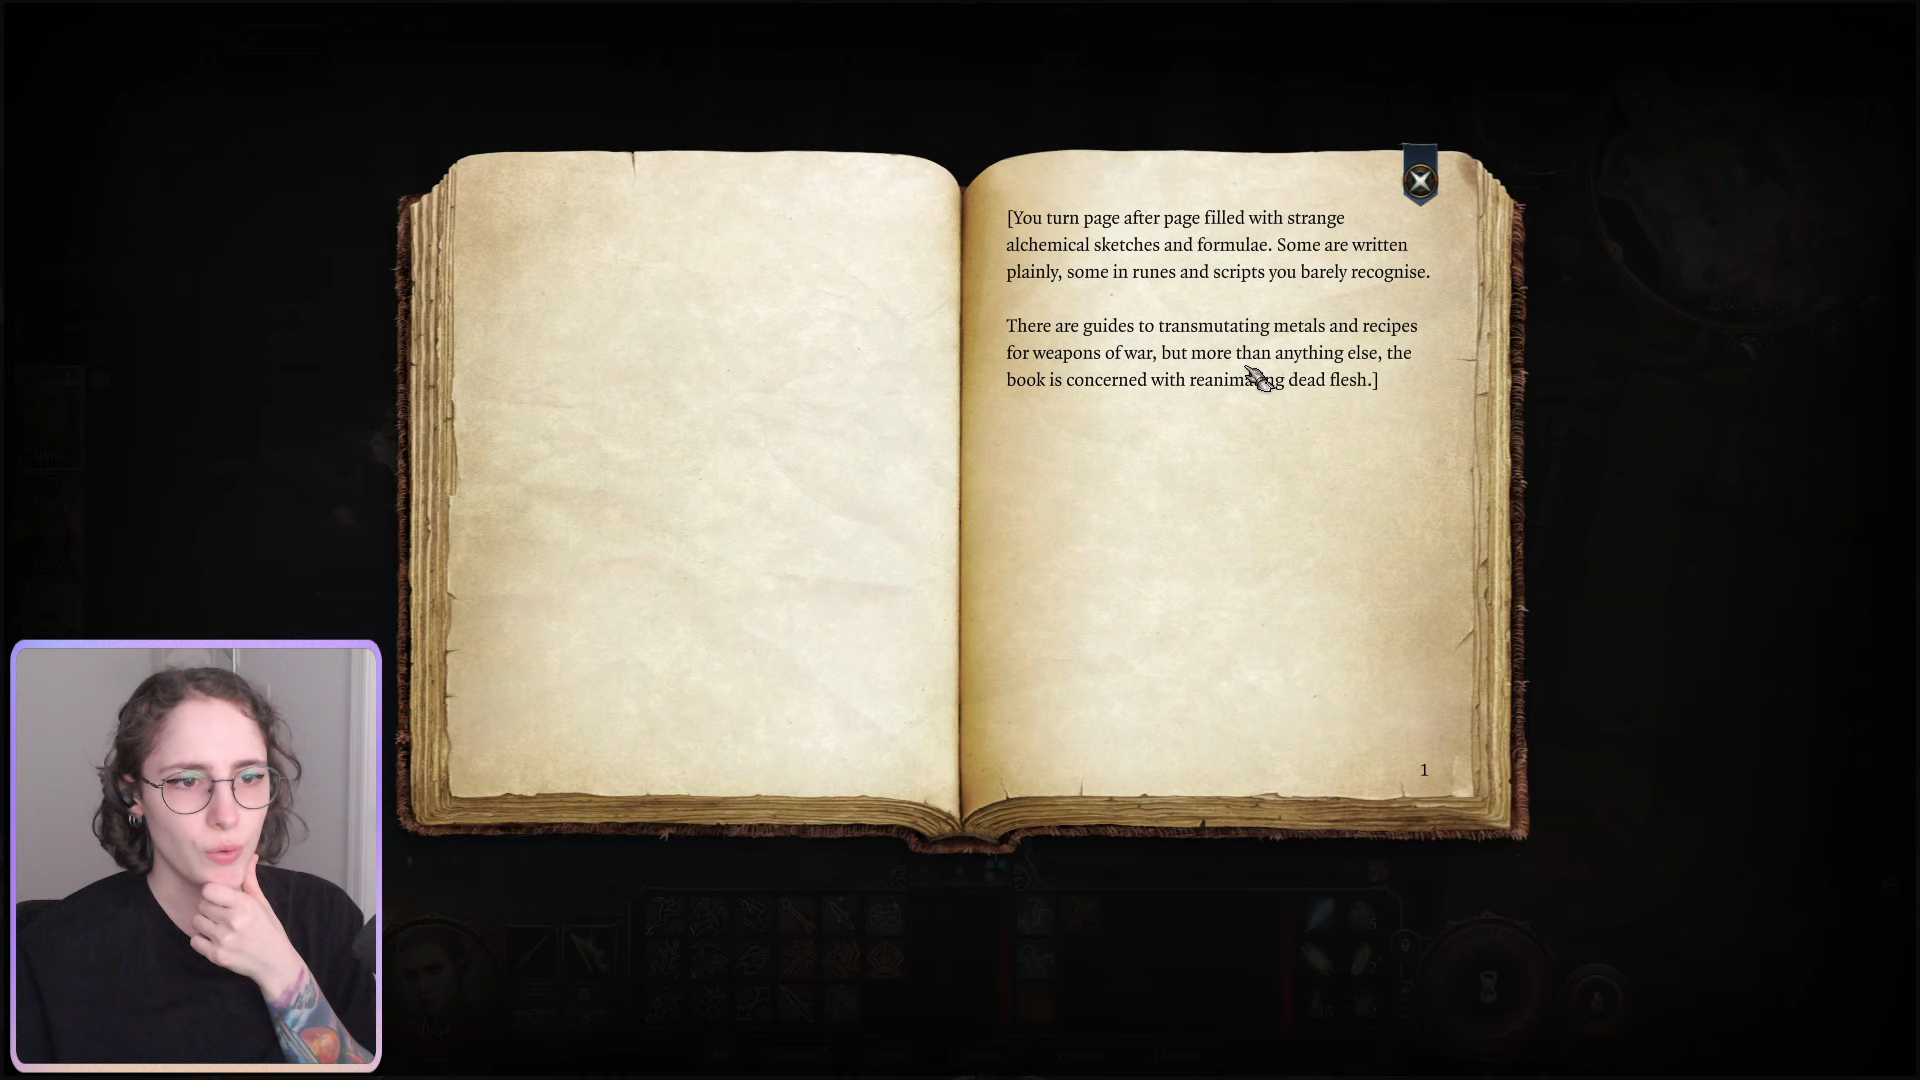 [You turn page after page filled with strange
alchemical sketches and formulae. Some are written
plainly, some in runes and scripts you barely recognise.
There are guides to transmutating metals and recipes
for weapons of war, but more than anything else, the
book is concerned with reanimating dead flesh.]
1